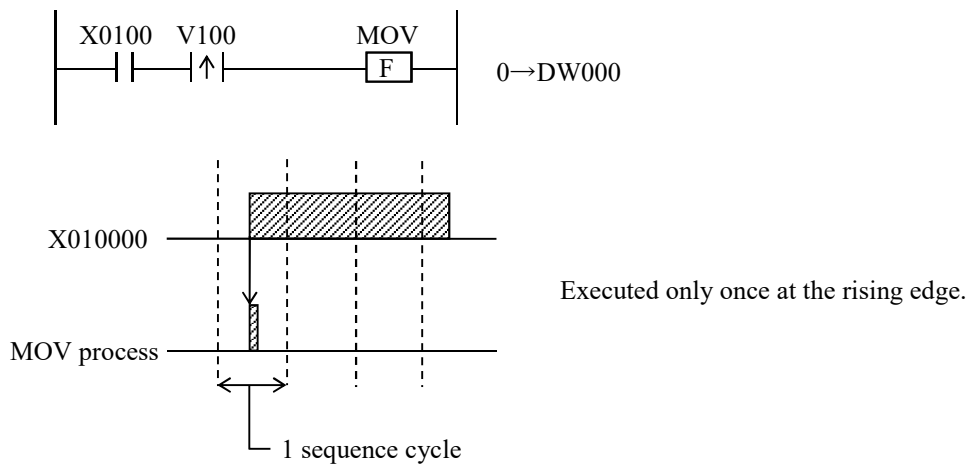 X0100 V100 MOV
F 0→DW000
X010000
Executed only once at the rising edge.
MOV process
1 sequence cycle